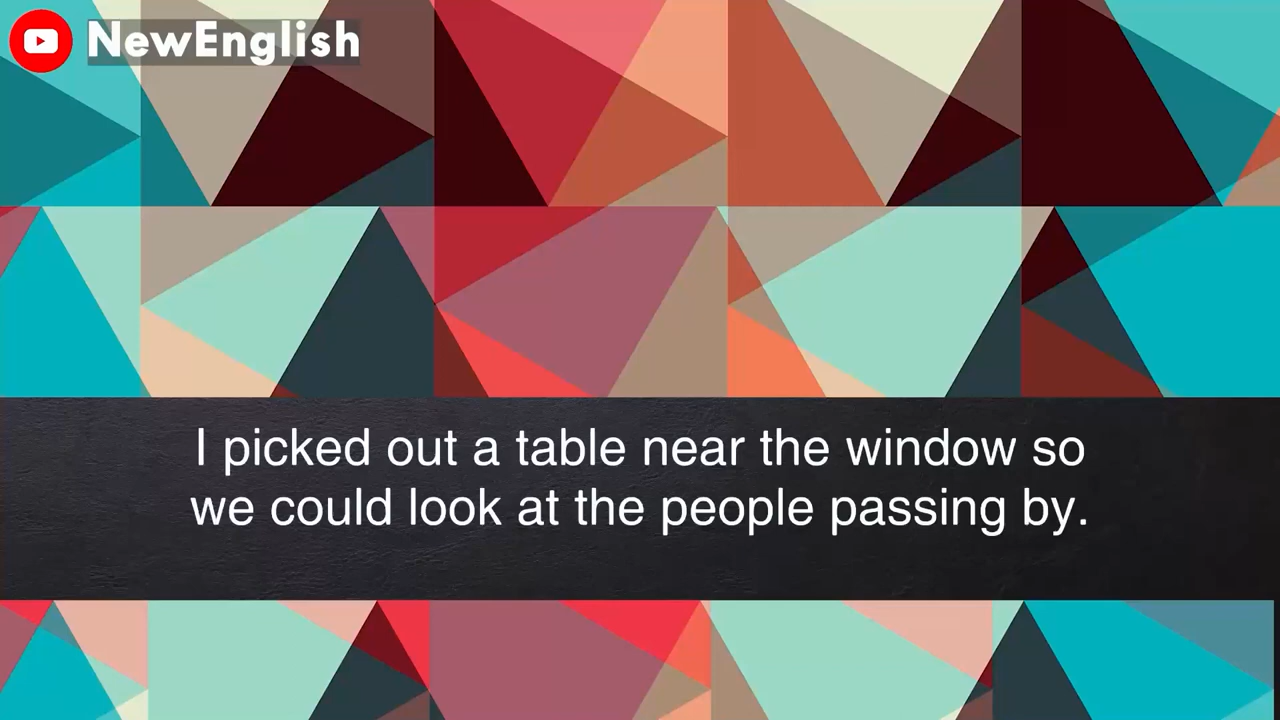 NewEnglish
I picked out a table near the window so
we could look at the people passing by.